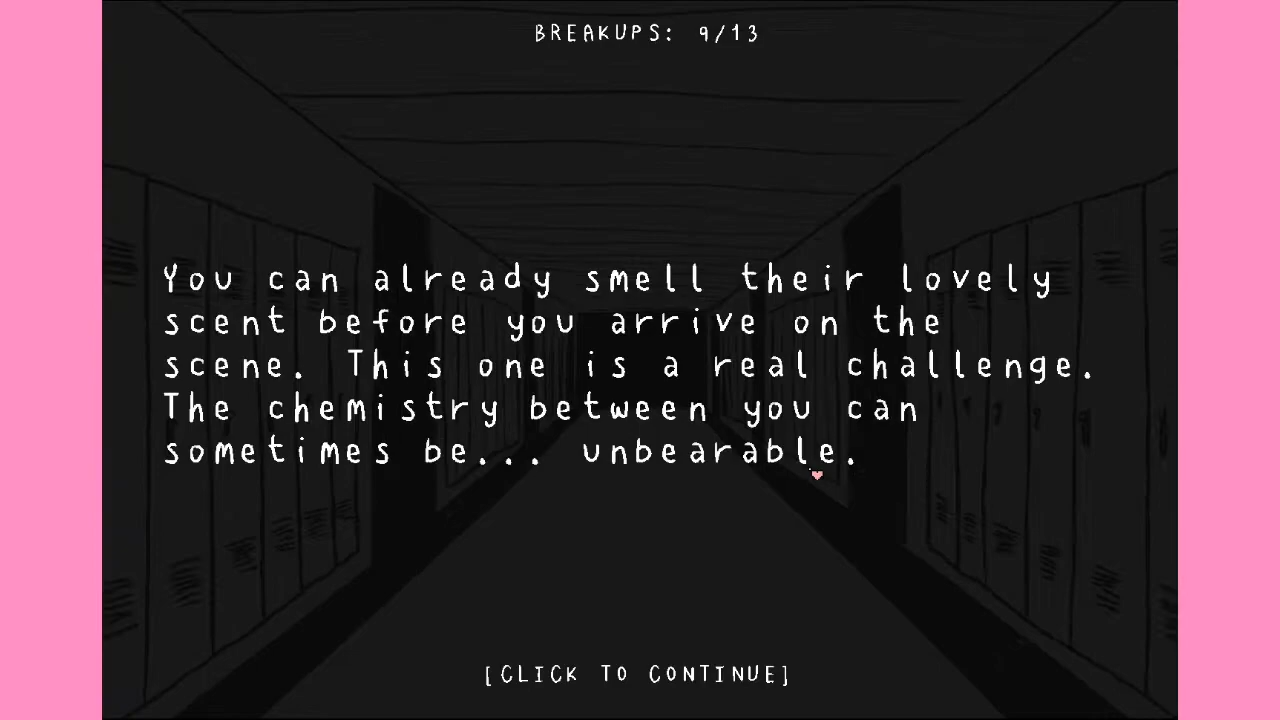 BREAKUPS: 9/13
You can already smell their lovely
scent before you arrive on the
scene. This one is a real challenge.
The chemistry between you can
sometimes be... unbearable.
[CLICK TO CONTINUE]